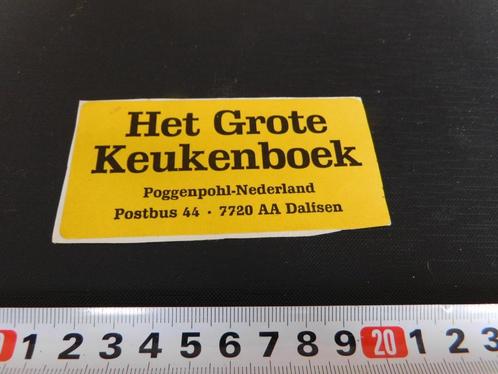 Het Grote
Keukenboek
Poggenpohl-Nederland
Postbus 44 · 7720 AA Dalfsen
1 2 3 4 5 6 7 8 9 20 1 2 3